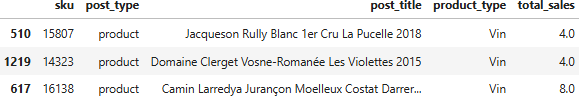 sku post_type post_title product_type total_sales
510 15807 product Jacqueson Rully Blanc 1er Cru La Pucelle 2018 Vin 4.0
1219 14323 product Domaine Clerget Vosne-Romanée Les Violettes 2015 Vin 4.0
617 16138 product Camin Larredya Jurançon Moelleux Costat Darrer... Vin 8.0